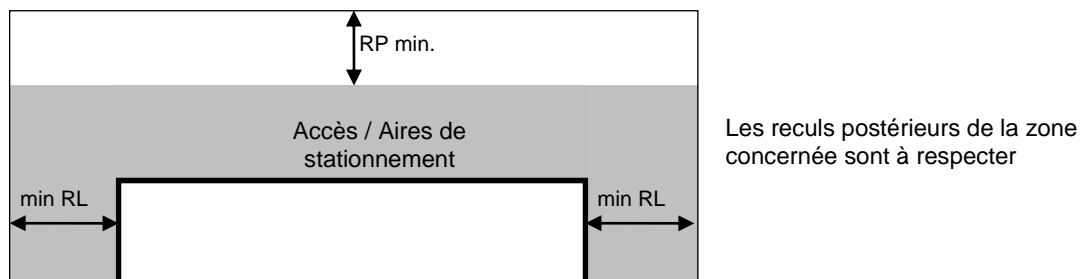 RP min.
Accès / Aires de
stationnement
Les reculs postérieurs de la zone
concernée sont à respecter
min RL
min RL